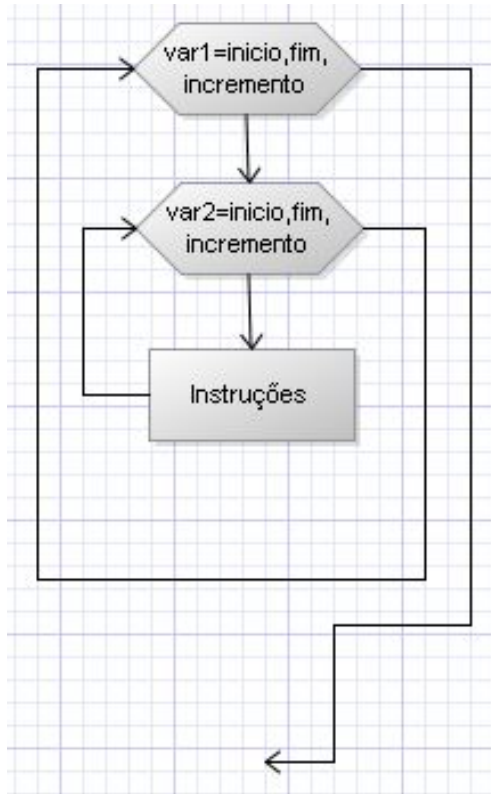 var1=inicio,fim,
incremento
var2=inicio,fim,
incremento
Instruções